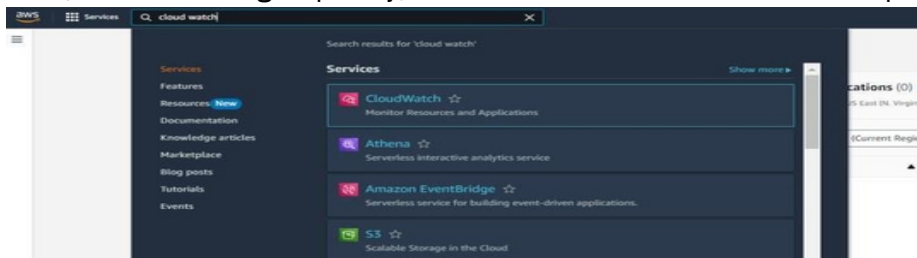 aws
Services
cloud watch
Search results for 'cloud watch'
Services
Features
Resources New
Documentation
Knowledge articles
Marketplace
Blog posts
Tutorials
Events
Services
Show more
CloudWatch
Monitor Resources and Applications
Athena
Serverless interactive analytics service
Amazon EventBridge
Serverless service for building event-driven applications.
S3
Scalable Storage in the Cloud
cations (0)
US East (N. Virgin
(Current Regi